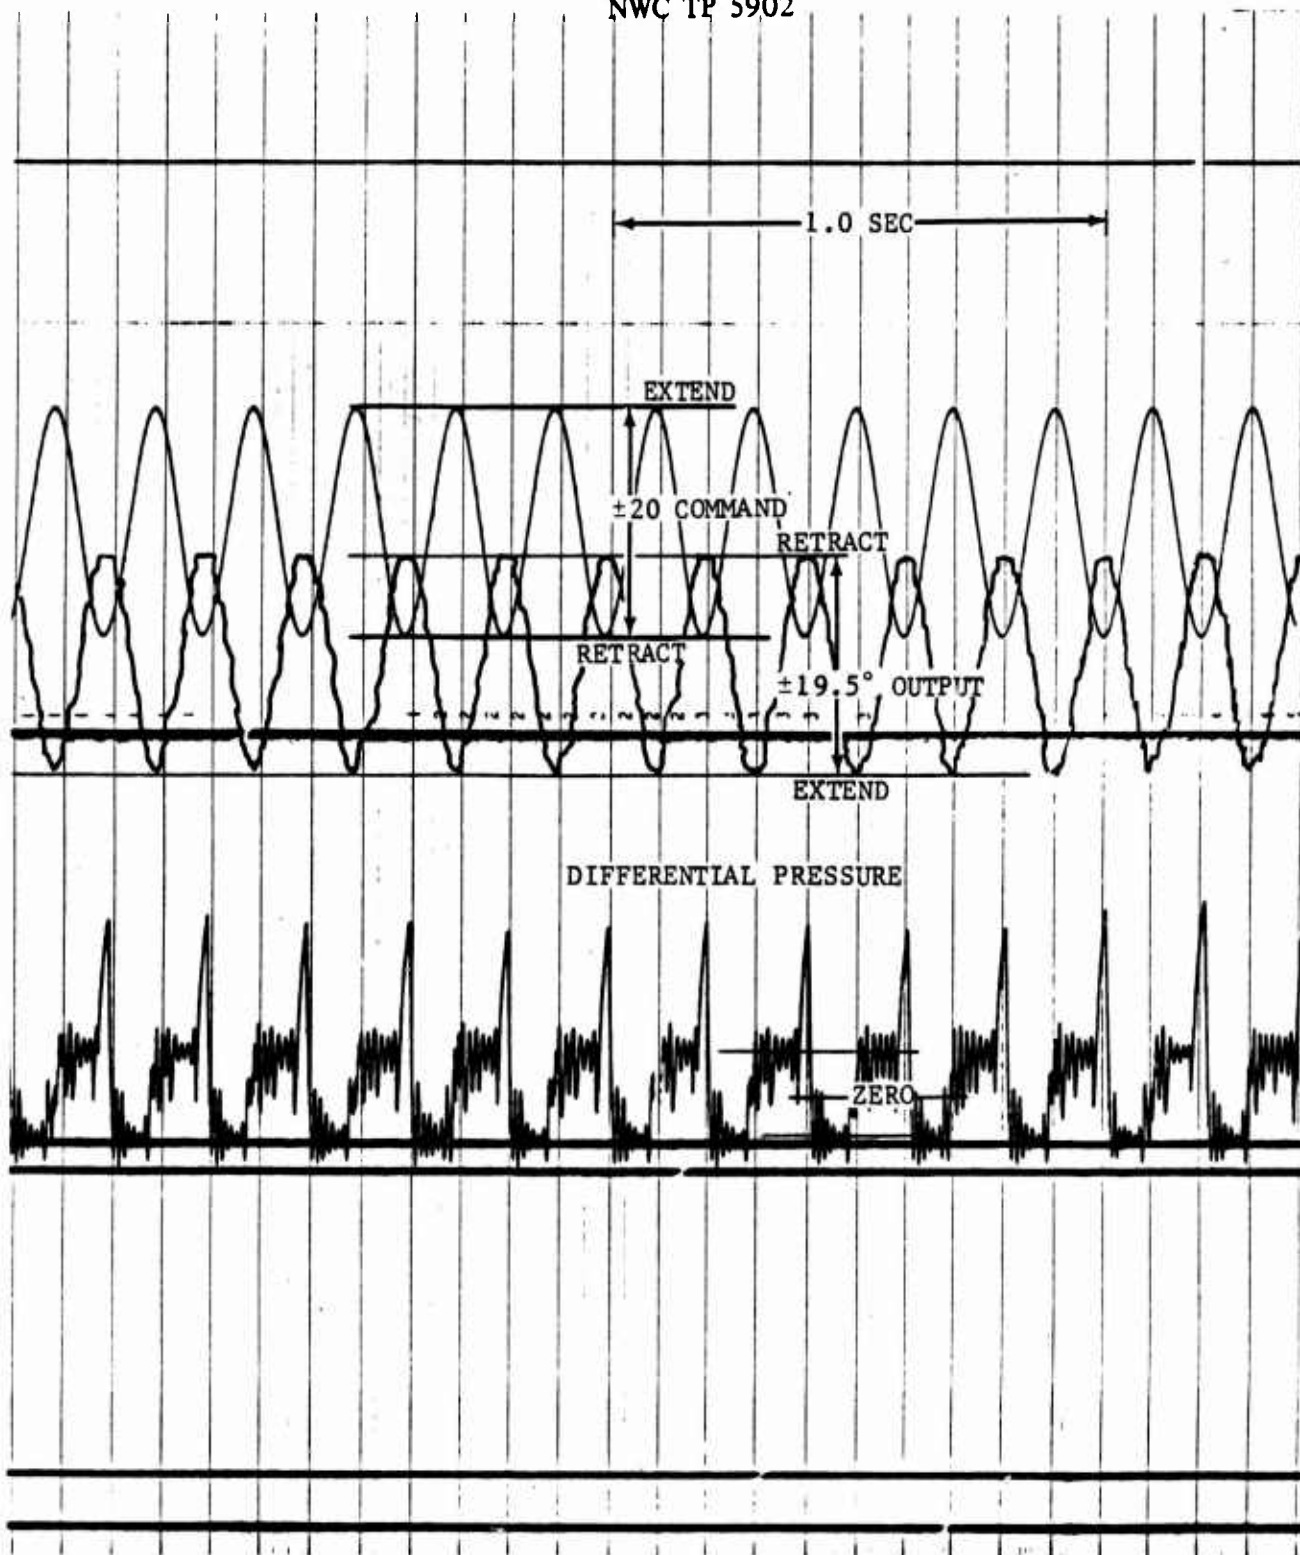 NWC TP 5902
1.0 SEC
EXTEND
±20 COMMAND
RETRACT
RETRACT
±19.5° OUTPUT
EXTEND
DIFFERENTIAL PRESSURE
ZERO